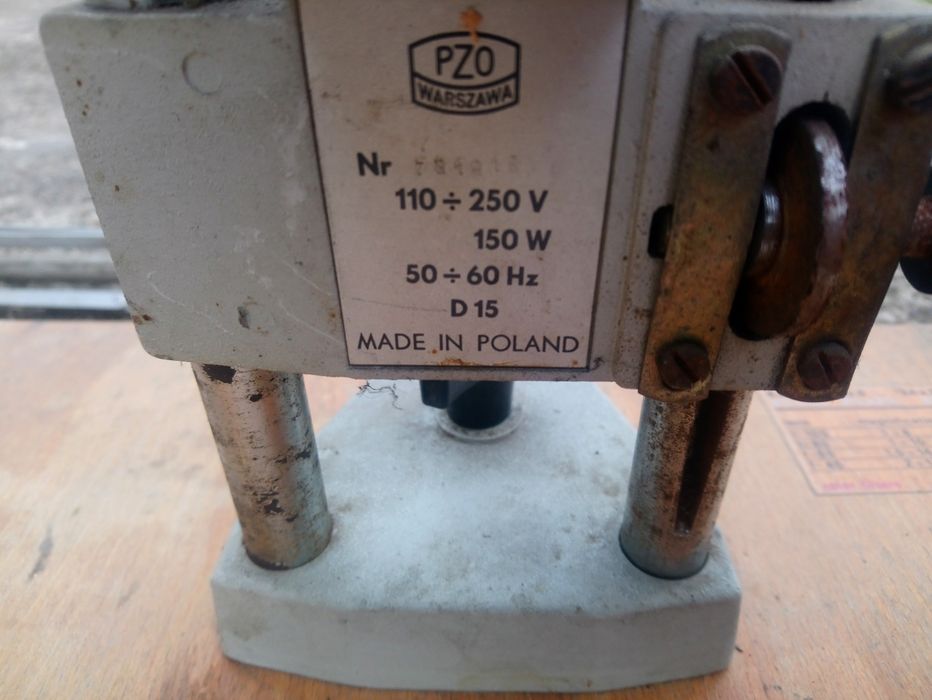 PZO
WARSZAWA
Nr
110 ÷ 250 V
150 W
50 ÷ 60 Hz
D 15
MADE IN POLAND